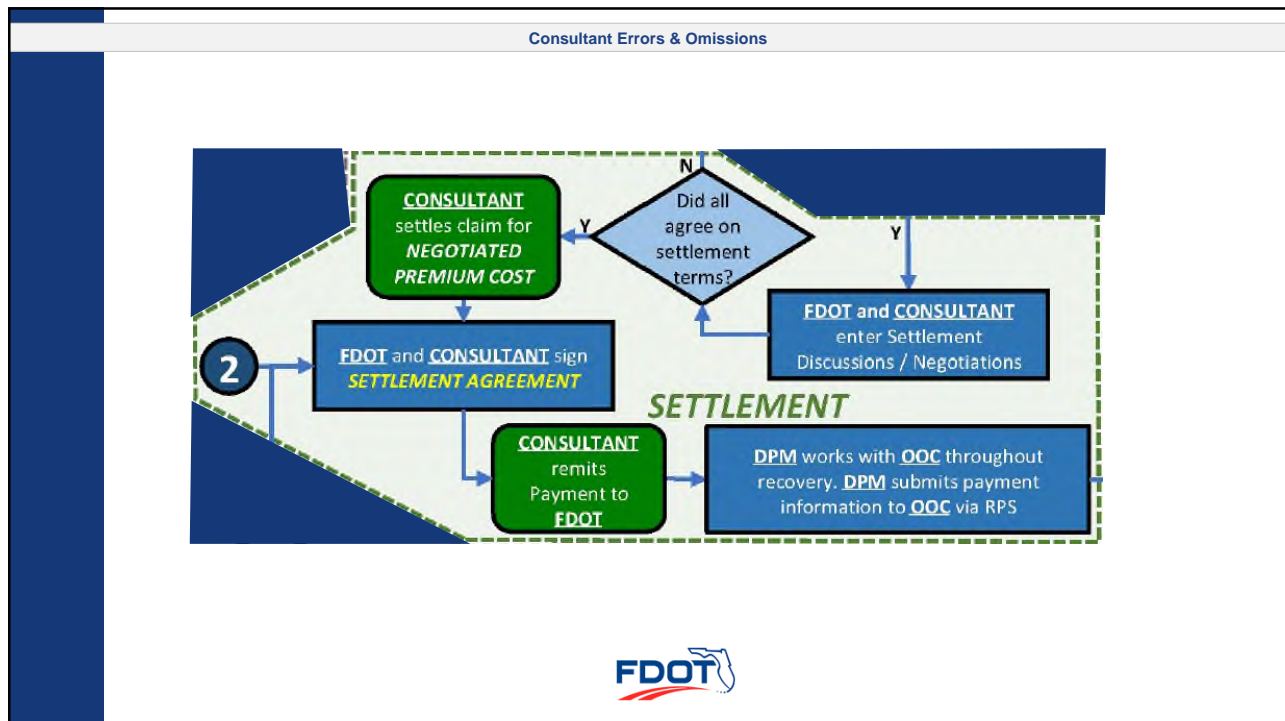 Consultant Errors & Omissions
N
Did all
agree on
settlement
terms?
Y
CONSULTANT
settles claim for
NEGOTIATED
PREMIUM COST
Y
FDOT and CONSULTANT
enter Settlement
Discussions / Negotiations
2
FDOT and CONSULTANT sign
SETTLEMENT AGREEMENT
SETTLEMENT
CONSULTANT
remits
Payment to
FDOT
DPM works with OOC throughout
recovery. DPM submits payment
information to OOC via RPS
FDOT